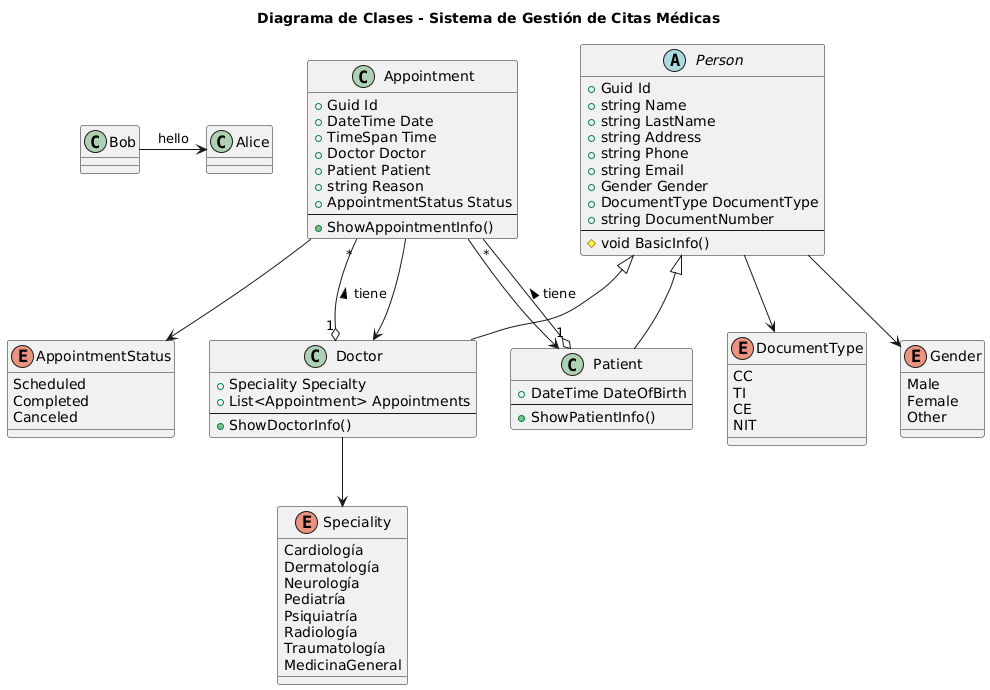 Diagrama de Clases - Sistema de Gestión de Citas Médicas
C Bob
hello
C Alice
C Appointment
Guid Id
DateTime Date
TimeSpan Time
Doctor Doctor
Patient Patient
string Reason
AppointmentStatus Status
ShowAppointmentInfo()
A Person
Guid Id
string Name
string LastName
string Address
string Phone
string Email
Gender Gender
DocumentType DocumentType
string DocumentNumber
void BasicInfo()
*
tiene
1
*
tiene
1
E AppointmentStatus
Scheduled
Completed
Canceled
C Doctor
Speciality Specialty
List<Appointment> Appointments
ShowDoctorInfo()
C Patient
DateTime DateOfBirth
ShowPatientInfo()
E DocumentType
CC
TI
CE
NIT
E Gender
Male
Female
Other
E Speciality
Cardiología
Dermatología
Neurología
Pediatría
Psiquiatría
Radiología
Traumatología
MedicinaGeneral